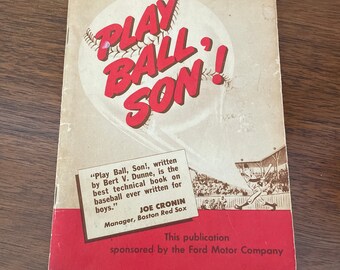 PLAY
BALL,
SON!
"Play Ball, Son!, written
by Bert V. Dunne, is the
best technical book on
baseball ever written for
boys."
JOE CRONIN
Manager, Boston Red Sox
This publication
sponsored by the Ford Motor Company